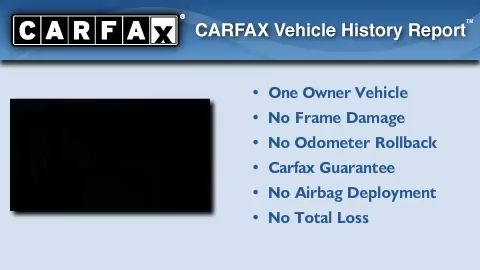 CARFAX® CARFAX Vehicle History Report™
• One Owner Vehicle
• No Frame Damage
• No Odometer Rollback
• Carfax Guarantee
• No Airbag Deployment
• No Total Loss